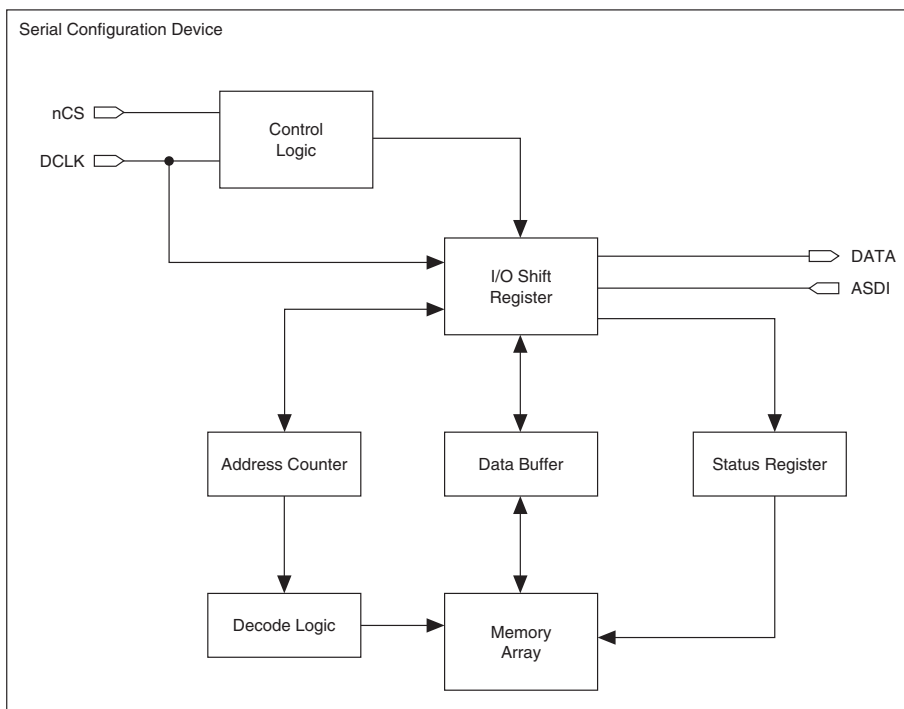 Serial Configuration Device
nCS
DCLK
Control
Logic
I/O Shift
Register
DATA
ASDI
Address Counter
Data Buffer
Status Register
Decode Logic
Memory
Array